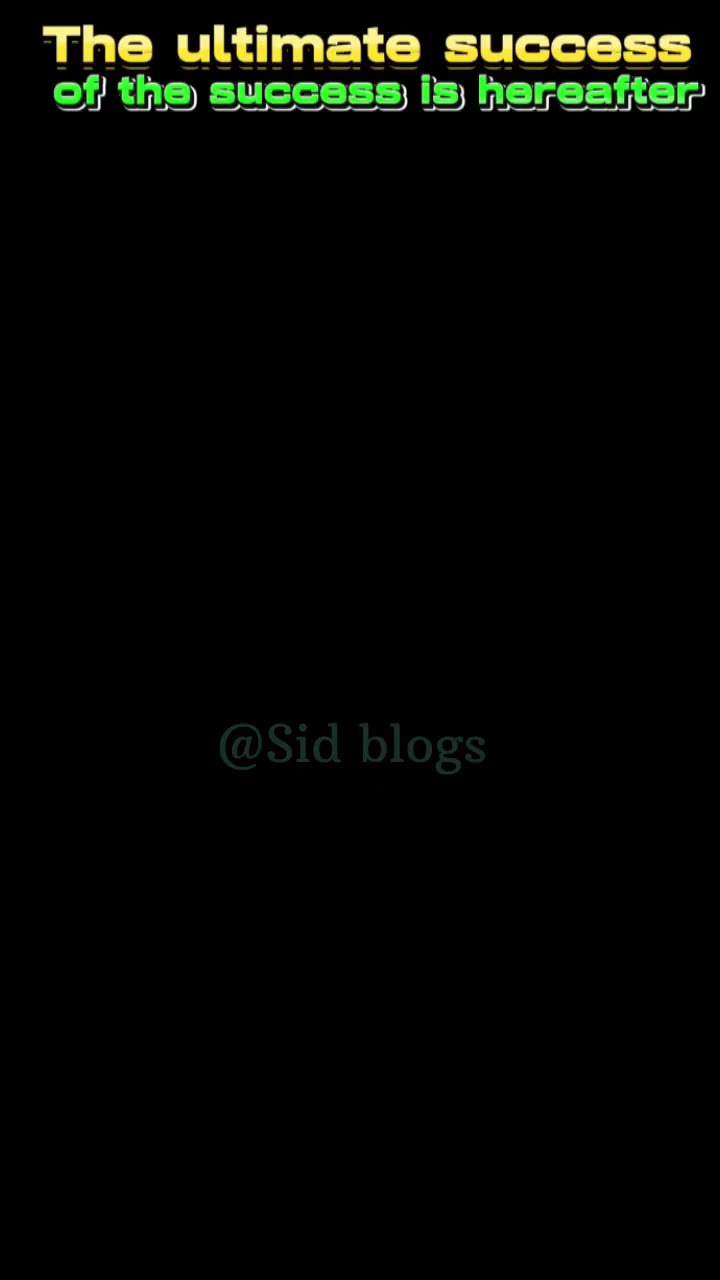 The ultimate success
of the success is hereafter
@Sid blogs